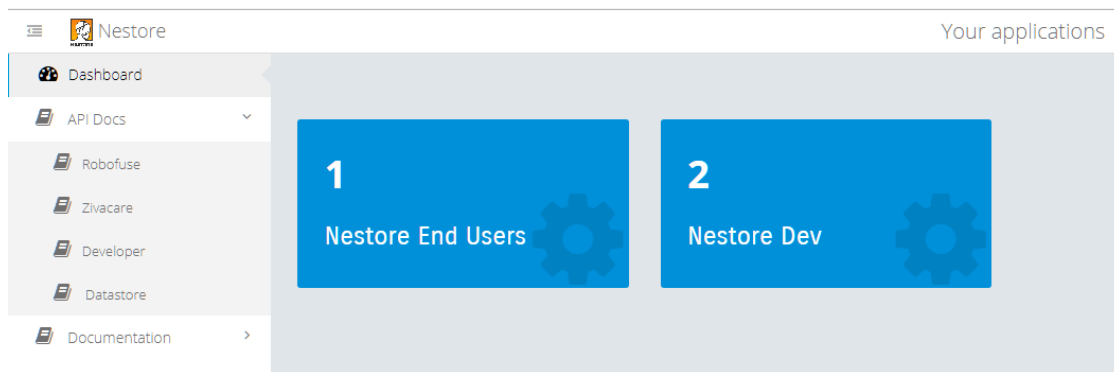 Nestore
Your applications
Dashboard
API Docs
Robofuse
Zivacare
Developer
Datastore
Documentation
1
Nestore End Users
2
Nestore Dev